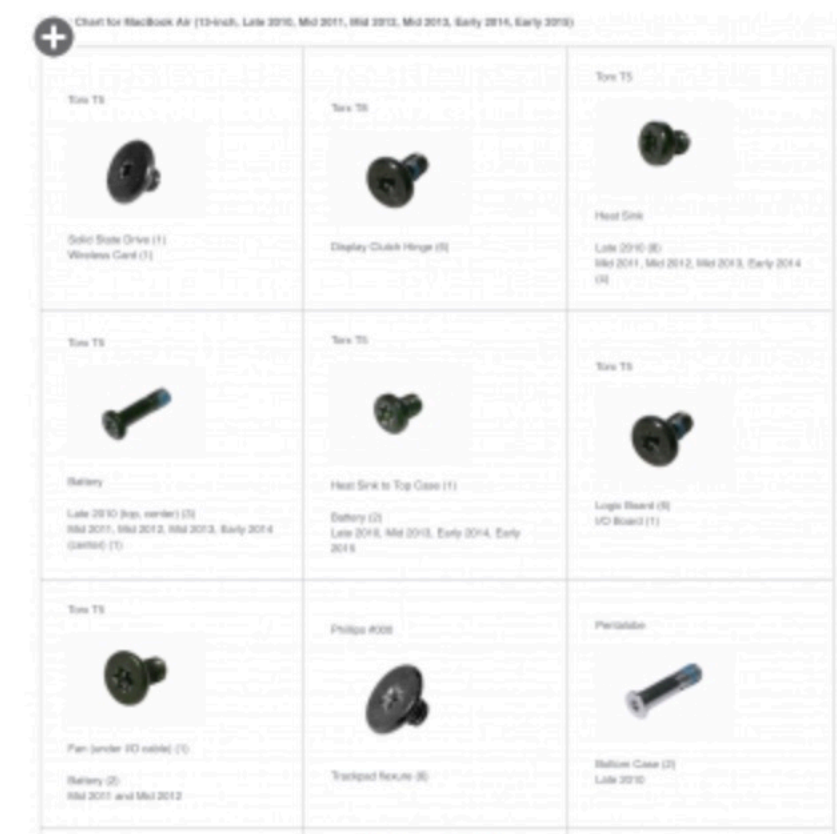 Chart for MacBook Air (13-inch, Late 2010, Mid 2011, Mid 2012, Mid 2013, Early 2014, Early 2015)
Torx T5
Solid State Drive (1)
Wireless Card (1)
Torx T8
Display Clutch Hinge (6)
Torx T5
Heat Sink
Late 2010 (6)
Mid 2011, Mid 2012, Mid 2013, Early 2014
Torx T5
Battery
Late 2010 (top, center) (3)
Mid 2011, Mid 2012, Mid 2013, Early 2014
(center) (1)
Torx T5
Heat Sink to Top Case (1)
Battery (2)
Late 2010, Mid 2013, Early 2014, Early
2015
Torx T5
Logic Board
I/O Board (1)
Torx T5
Fan (under I/O cable) (1)
Battery (2)
Mid 2011 and Mid 2012
Phillips
Trackpad flexure
Pentalobe
Bottom Case (2)
Late 2010